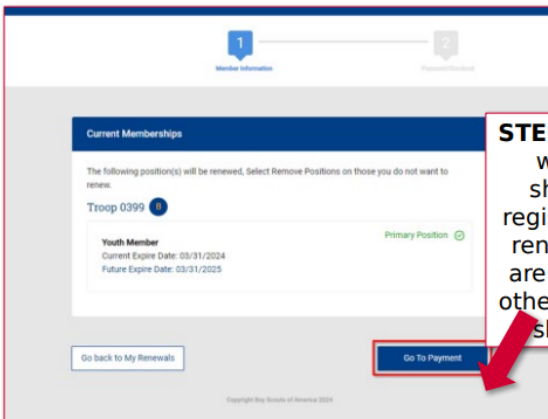 1
2
Member Information
Payment/Checkout
Current Memberships
The following position(s) will be renewed, Select Remove Positions on those you do not want to
renew.
Troop 0399 B
Primary Position
Youth Member
Current Expire Date: 03/31/2024
Future Expire Date: 03/31/2025
Go back to My Renewals
Go To Payment
Copyright Boy Scouts of America 2024
STE
w
sh
regi
ren
are
othe
sl